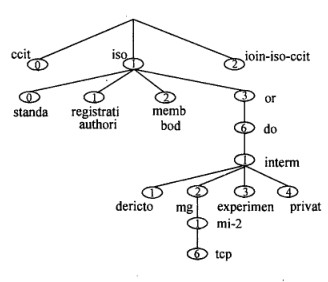 ccit
0
iso
1
2
ioin-iso-ccit
0
standa
1
registrati
authori
2
memb
bod
3
or
6
do
1
interm
1
dericto
2
mg
3
experimen
4
privat
1
mi-2
6
tcp